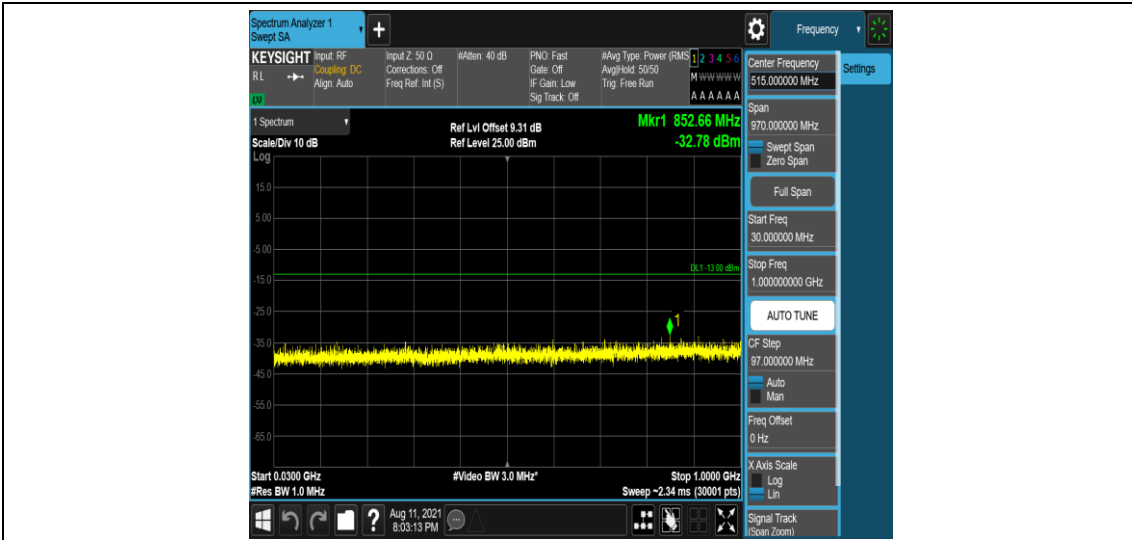 Spectrum Analyzer 1
Swept SA
+
Frequency
KEYSIGHT
RL
LXI
Input: RF
Coupling: DC
Align: Auto
Input Z: 50 Ω
Corrections: Off
Freq Ref: Int (S)
#Atten: 40 dB
PNO: Fast
Gate: Off
IF Gain: Low
Sig Track: Off
#Avg Type: Power (RMS
Avg|Hold: 50/50
Trig: Free Run
1 2 3 4 5 6
M W W W W W
A A A A A A
1 Spectrum
Scale/Div 10 dB
Log
Ref Lvl Offset 9.31 dB
Ref Level 25.00 dBm
Mkr1 852.66 MHz
-32.78 dBm
15.0
5.00
-5.00
DL1 -13.00 dBm
-15.0
-25.0
1
-35.0
-45.0
-55.0
-65.0
Start 0.0300 GHz
#Res BW 1.0 MHz
#Video BW 3.0 MHz*
Stop 1.0000 GHz
Sweep ~2.34 ms (30001 pts)
?
Aug 11, 2021
8:03:13 PM
Center Frequency
515.000000 MHz
Settings
Span
970.000000 MHz
Swept Span
Zero Span
Full Span
Start Freq
30.000000 MHz
Stop Freq
1.000000000 GHz
AUTO TUNE
CF Step
97.000000 MHz
Auto
Man
Freq Offset
0 Hz
X Axis Scale
Log
Lin
Signal Track
(Span Zoom)